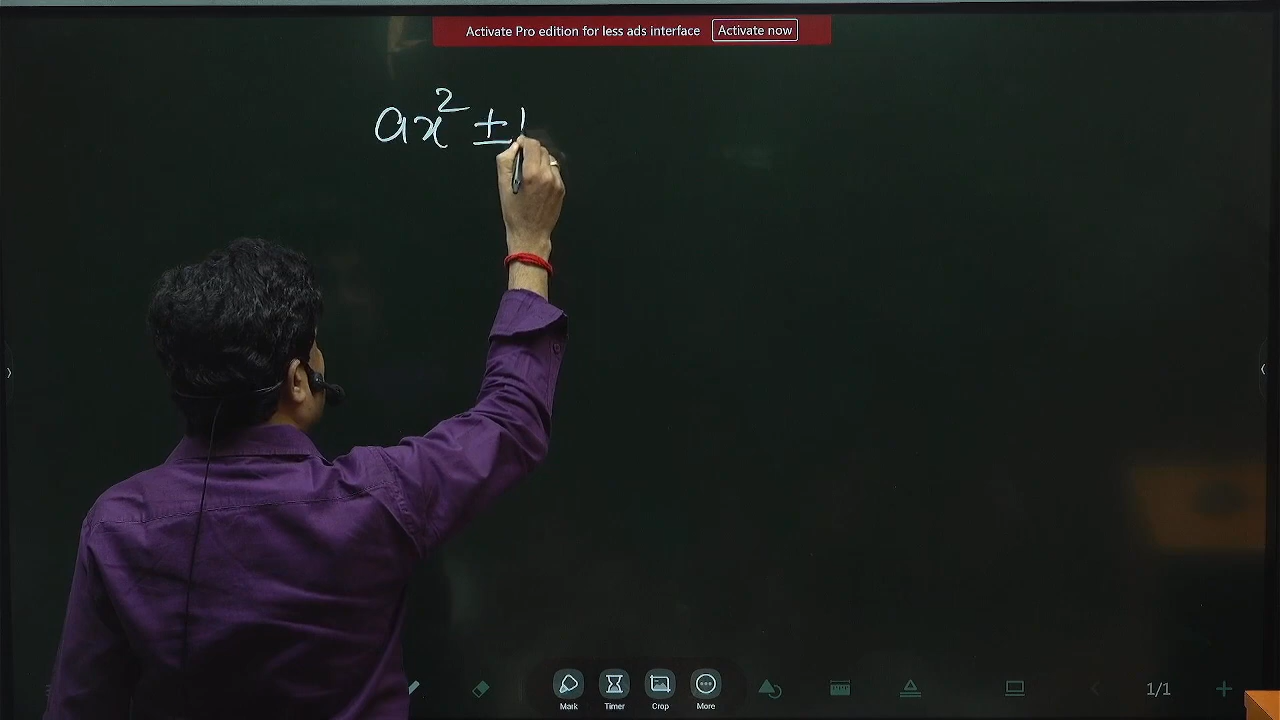 Activate Pro edition for less ads interface Activate now
ax² ±
Mark Timer Crop More
1/1